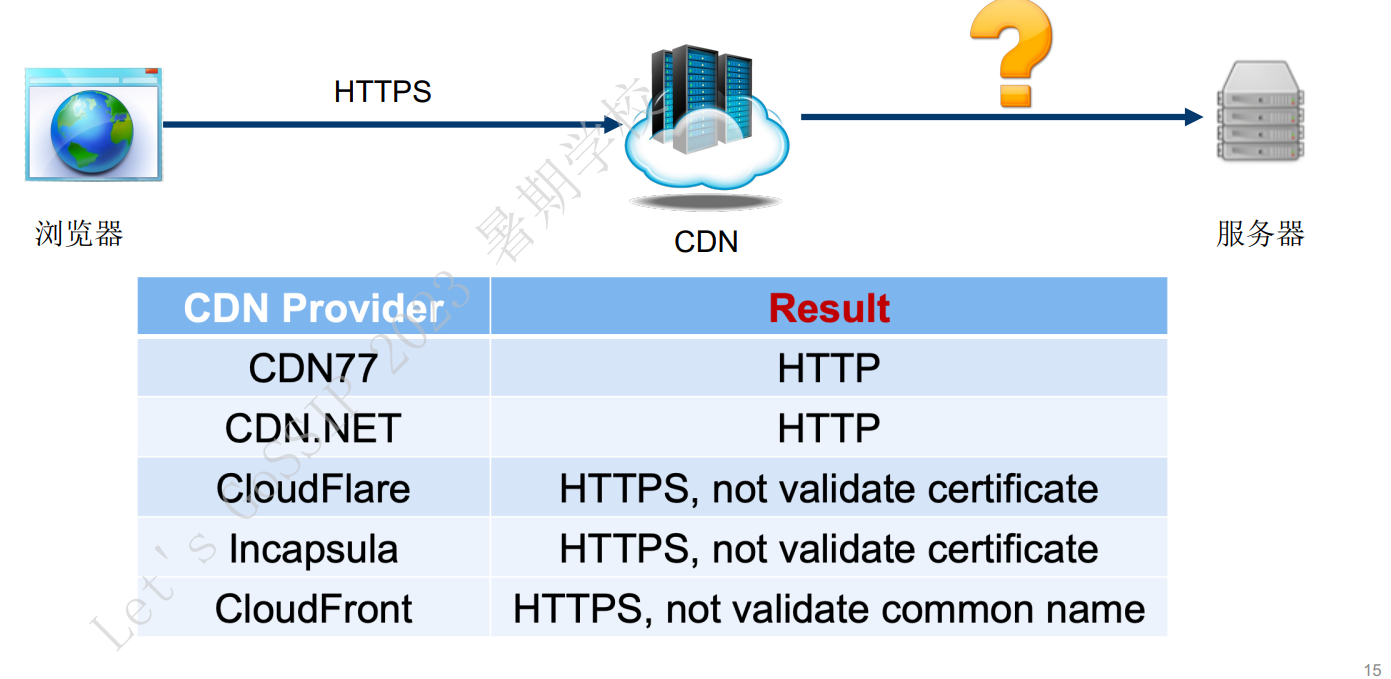 HTTPS
浏览器
CDN
服务器
CDN Provider Result
CDN77 HTTP
CDN.NET HTTP
CloudFlare HTTPS, not validate certificate
Incapsula HTTPS, not validate certificate
CloudFront HTTPS, not validate common name
Let's GoSSIP 2023 暑期学校
15